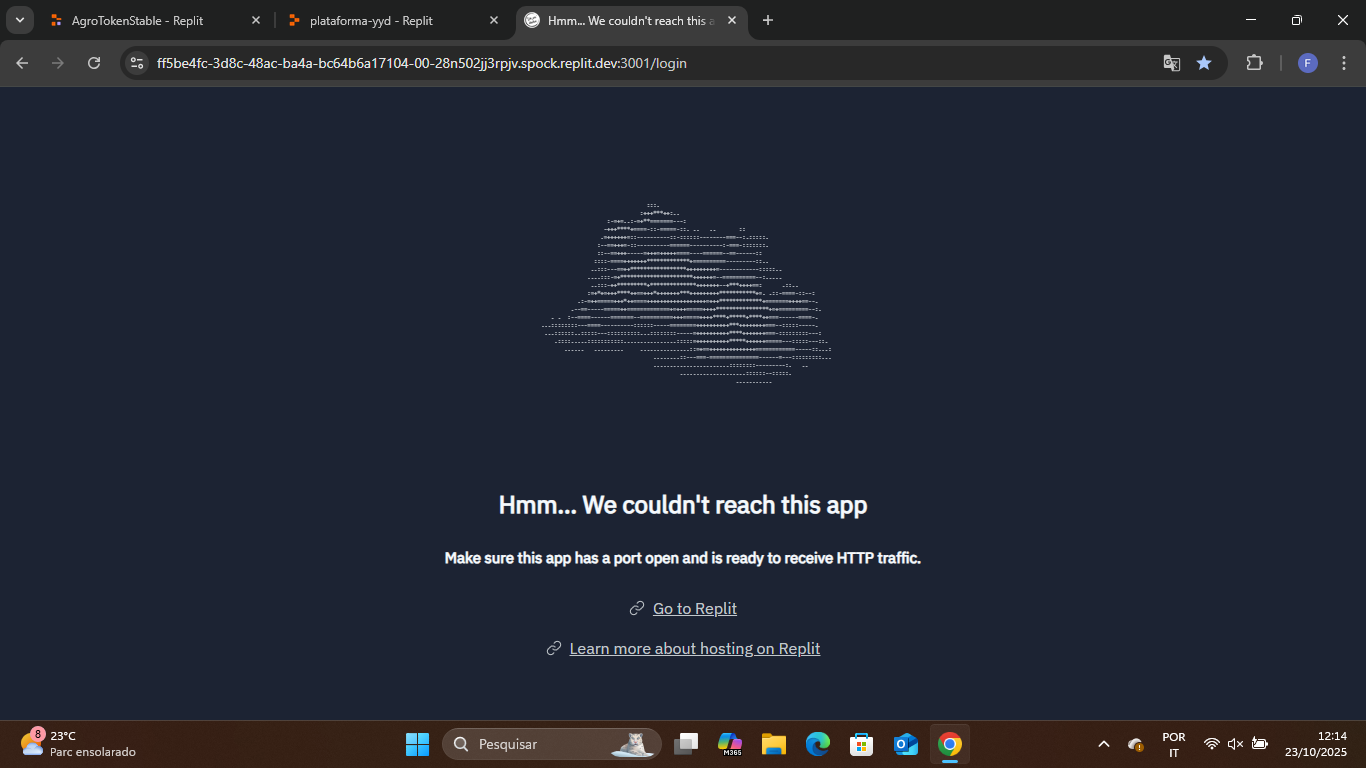 AgroTokenStable - Replit
plataforma-yyd - Replit
Hmm... We couldn't reach this a
ff5be4fc-3d8c-48ac-ba4a-bc64b6a17104-00-28n502jj3rpjv.spock.replit.dev:3001/login
F
Hmm... We couldn't reach this app
Make sure this app has a port open and is ready to receive HTTP traffic.
Go to Replit
Learn more about hosting on Replit
8
23°C
Parc ensolarado
Pesquisar
M365
POR
IT
12:14
23/10/2025